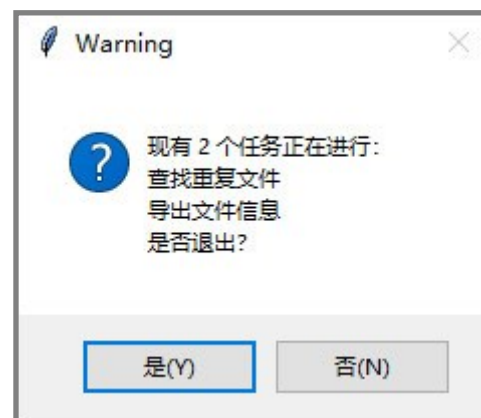 Warning
现有 2 个任务正在进行：
查找重复文件
导出文件信息
是否退出？
是(Y)
否(N)